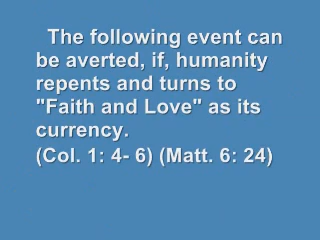 The following event can
be averted, if, humanity
repents and turns to
"Faith and Love" as its
currency.
(Col. 1: 4- 6) (Matt. 6: 24)